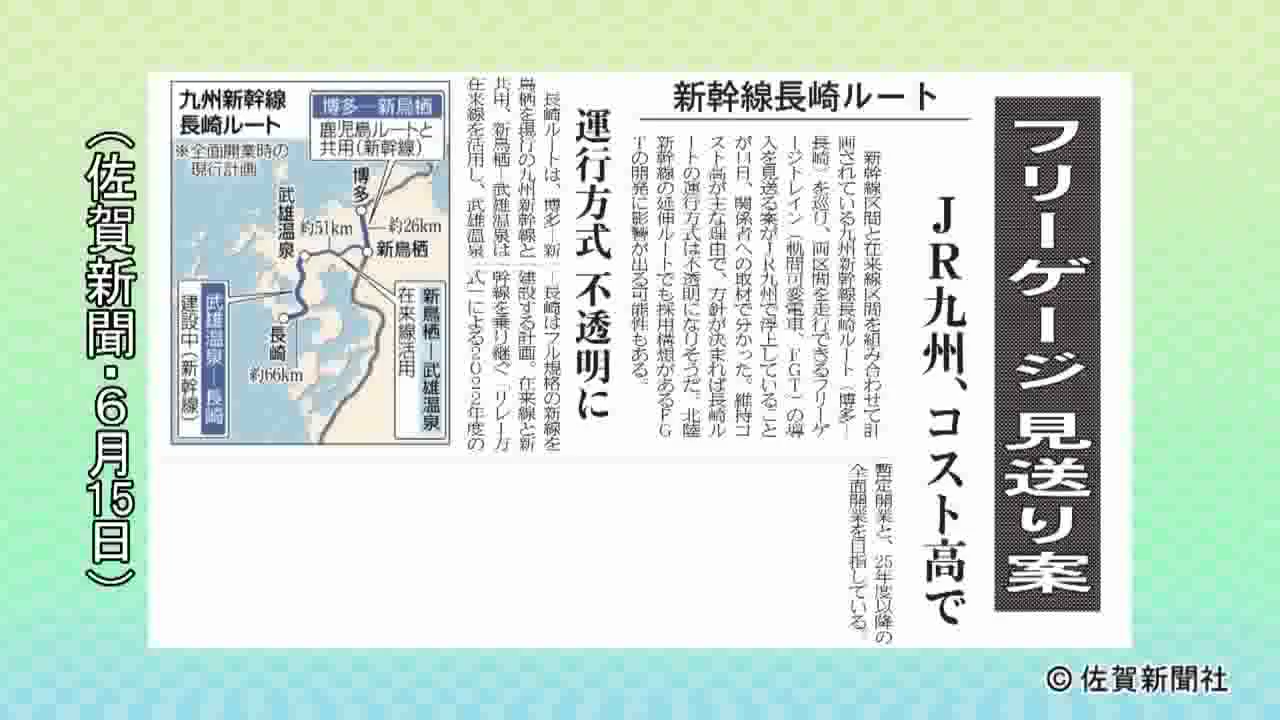 フリーゲージ 見送り案
JR九州、コスト高で
新幹線長崎ルート
新幹線区間と在来線区間を組み合わせて計
画されている九州新幹線長崎ルート(博多―
長崎)を巡り、両区間を走行できるフリーゲ
ージトレイン(軌間可変電車、FGT)の導
入を見送る案がJR九州で浮上していること
が14日、関係者への取材で分かった。維持コ
スト高が主な理由で、方針が決まれば長崎ル
ートの運行方式は不透明になりそうだ。北陸
新幹線の延伸ルートでも採用構想があるFG
Tの開発に影響が出る可能性もある。
運行方式 不透明に
長崎ルートは、博多―新
鳥栖を現行の九州新幹線と
共用、新鳥栖―武雄温泉は
在来線を活用し、武雄温泉
―長崎はフル規格の新線を
建設する計画。在来線と新
幹線を乗り継ぐ「リレー方
式」による2022年度の
暫定開業と、25年度以降の
全面開業を目指している。
九州新幹線
長崎ルート
※全面開業時の
現行計画
博多―新鳥栖
鹿児島ルートと
共用(新幹線)
博多
約26km
新鳥栖
約51km
武雄温泉
新鳥栖―武雄温泉
在来線活用
長崎
約66km
武雄温泉―長崎
建設中(新幹線)
(佐賀新聞・6月15日)
© 佐賀新聞社